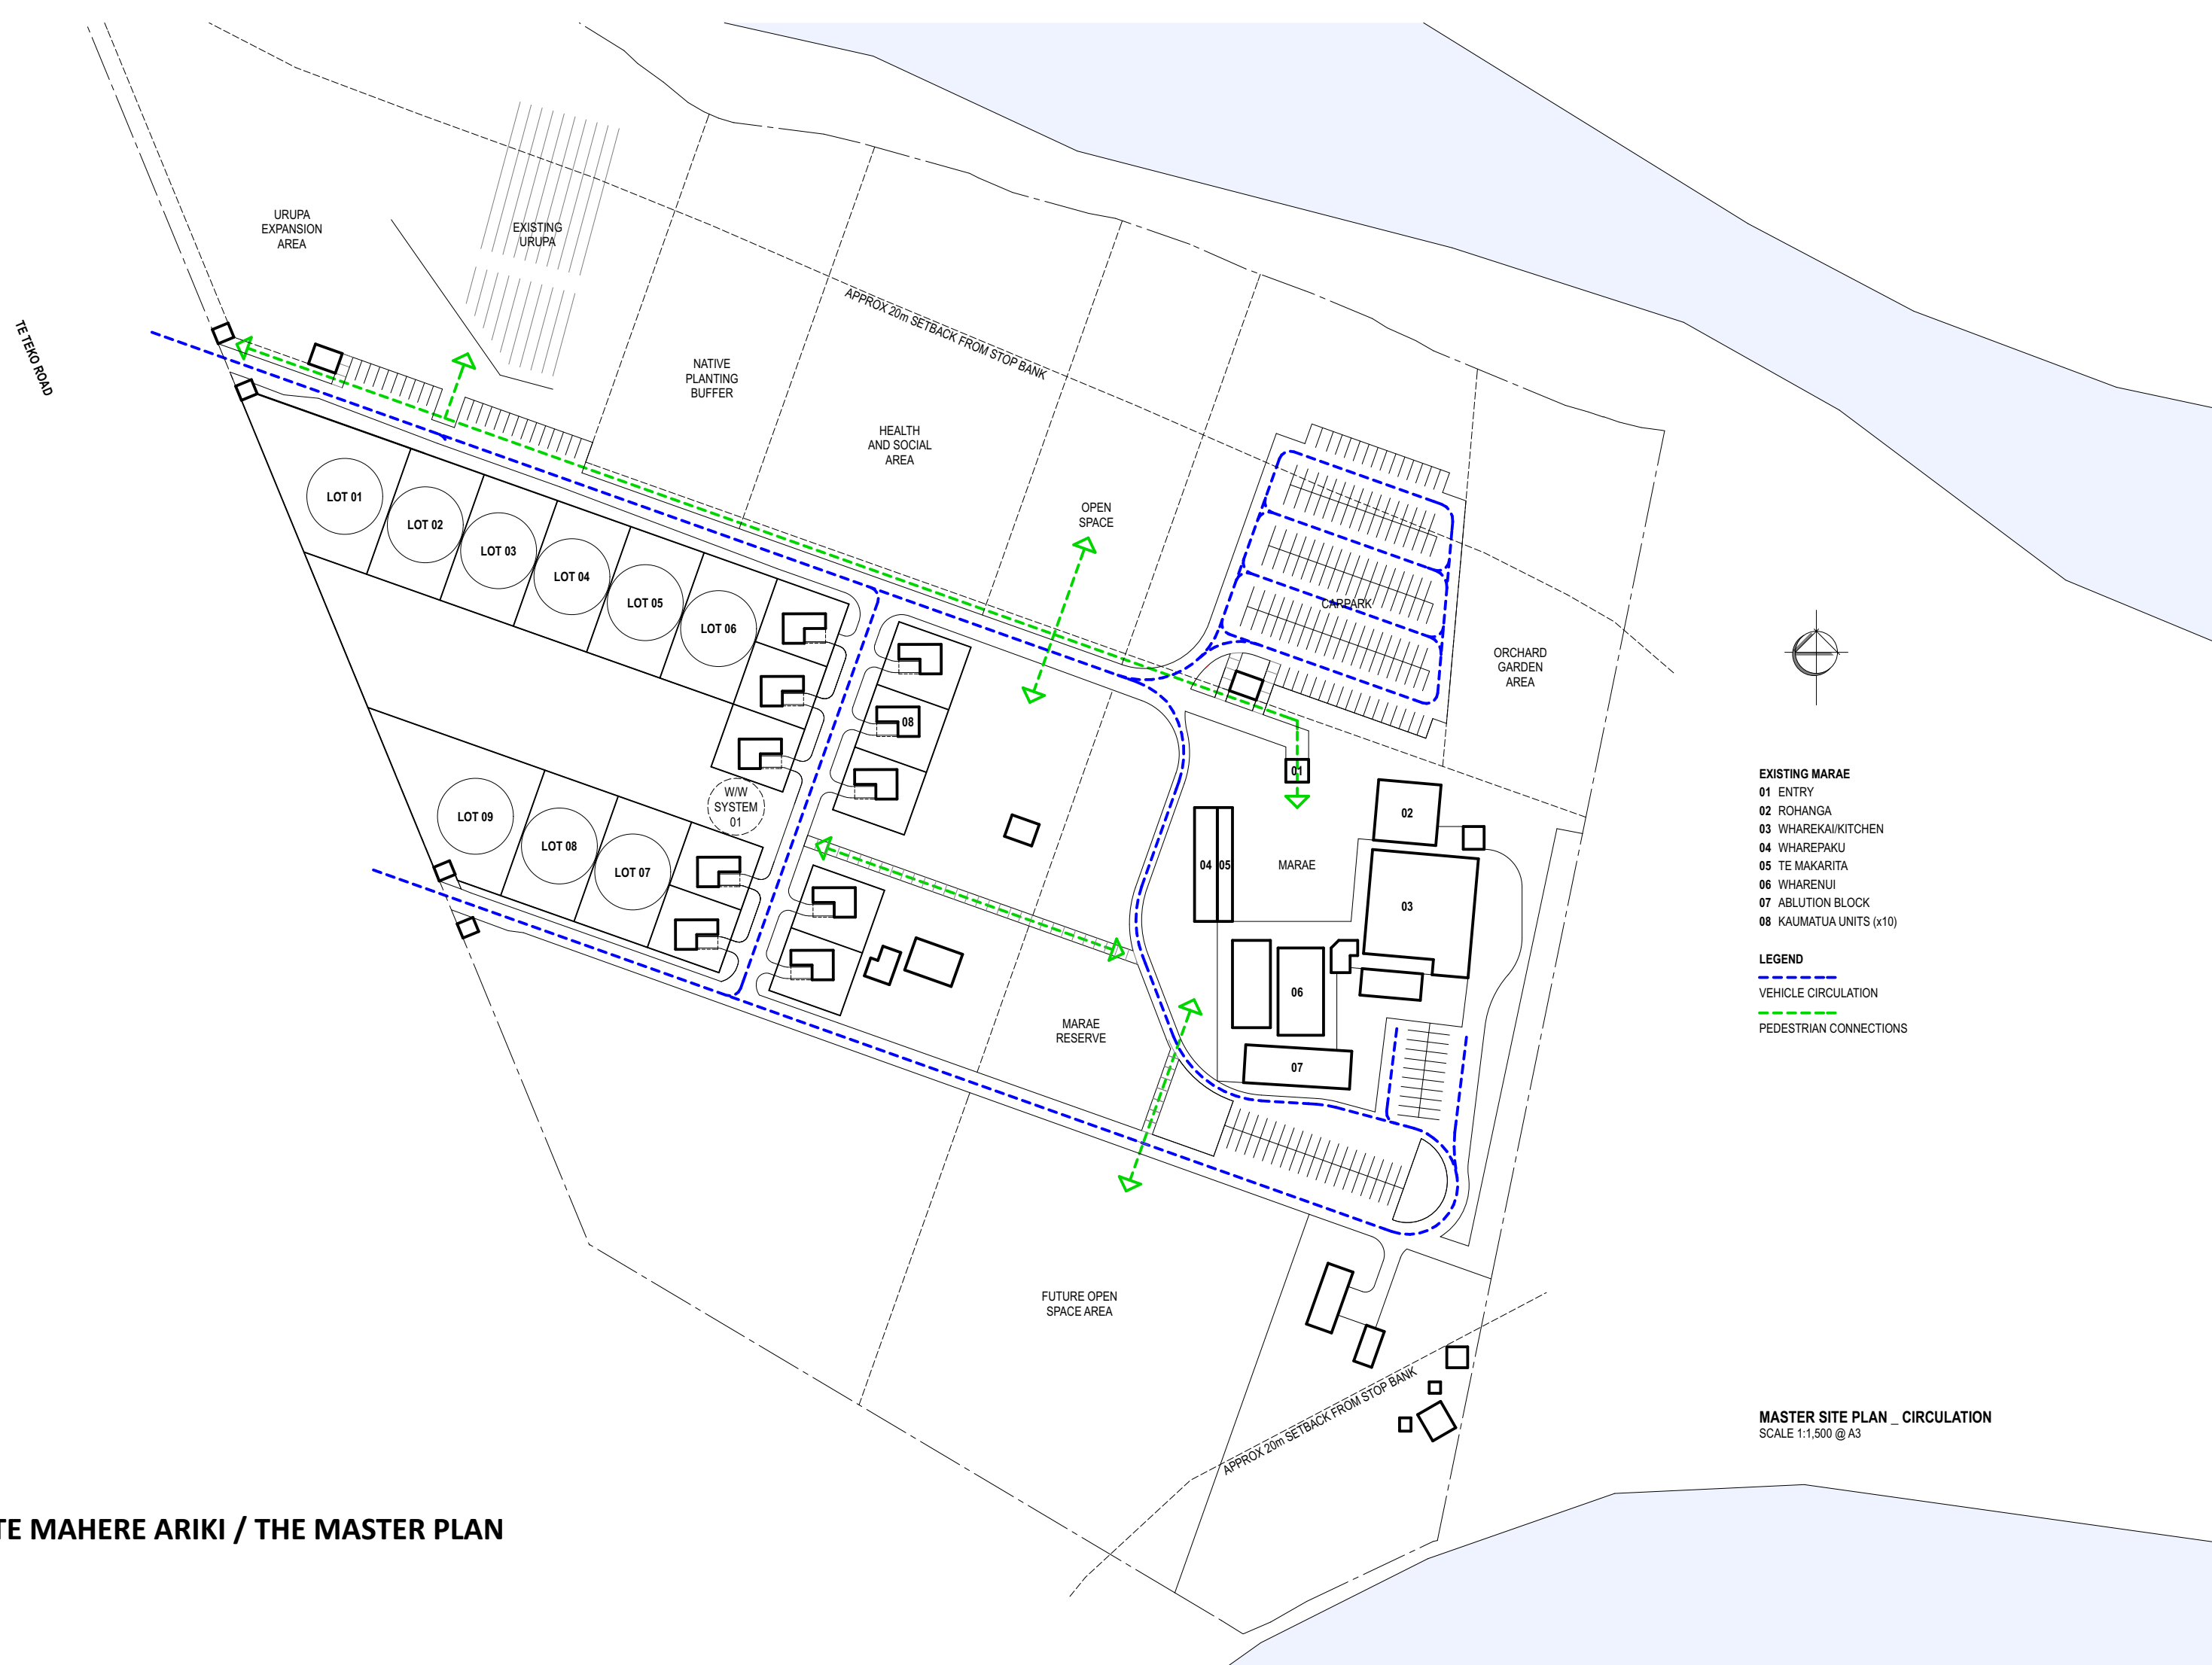 URUPA
EXPANSION
AREA
EXISTING
URUPA
TE TEKO ROAD
APPROX 20m SETBACK FROM STOP BANK
NATIVE
PLANTING
BUFFER
HEALTH
AND SOCIAL
AREA
OPEN
SPACE
LOT 01
LOT 02
LOT 03
LOT 04
LOT 05
LOT 06
CARPARK
ORCHARD
GARDEN
AREA
08
W/W
SYSTEM
01
LOT 09
LOT 08
LOT 07
01
02
04
05
MARAE
03
06
07
MARAE
RESERVE
FUTURE OPEN
SPACE AREA
APPROX 20m SETBACK FROM STOP BANK
EXISTING MARAE
01 ENTRY
02 ROHANGA
03 WHAREKAI/KITCHEN
04 WHAREPAKU
05 TE MAKARITA
06 WHARENUI
07 ABLUTION BLOCK
08 KAUMATUA UNITS (x10)
LEGEND
VEHICLE CIRCULATION
PEDESTRIAN CONNECTIONS
MASTER SITE PLAN _ CIRCULATION
SCALE 1:1,500 @ A3
TE MAHERE ARIKI / THE MASTER PLAN